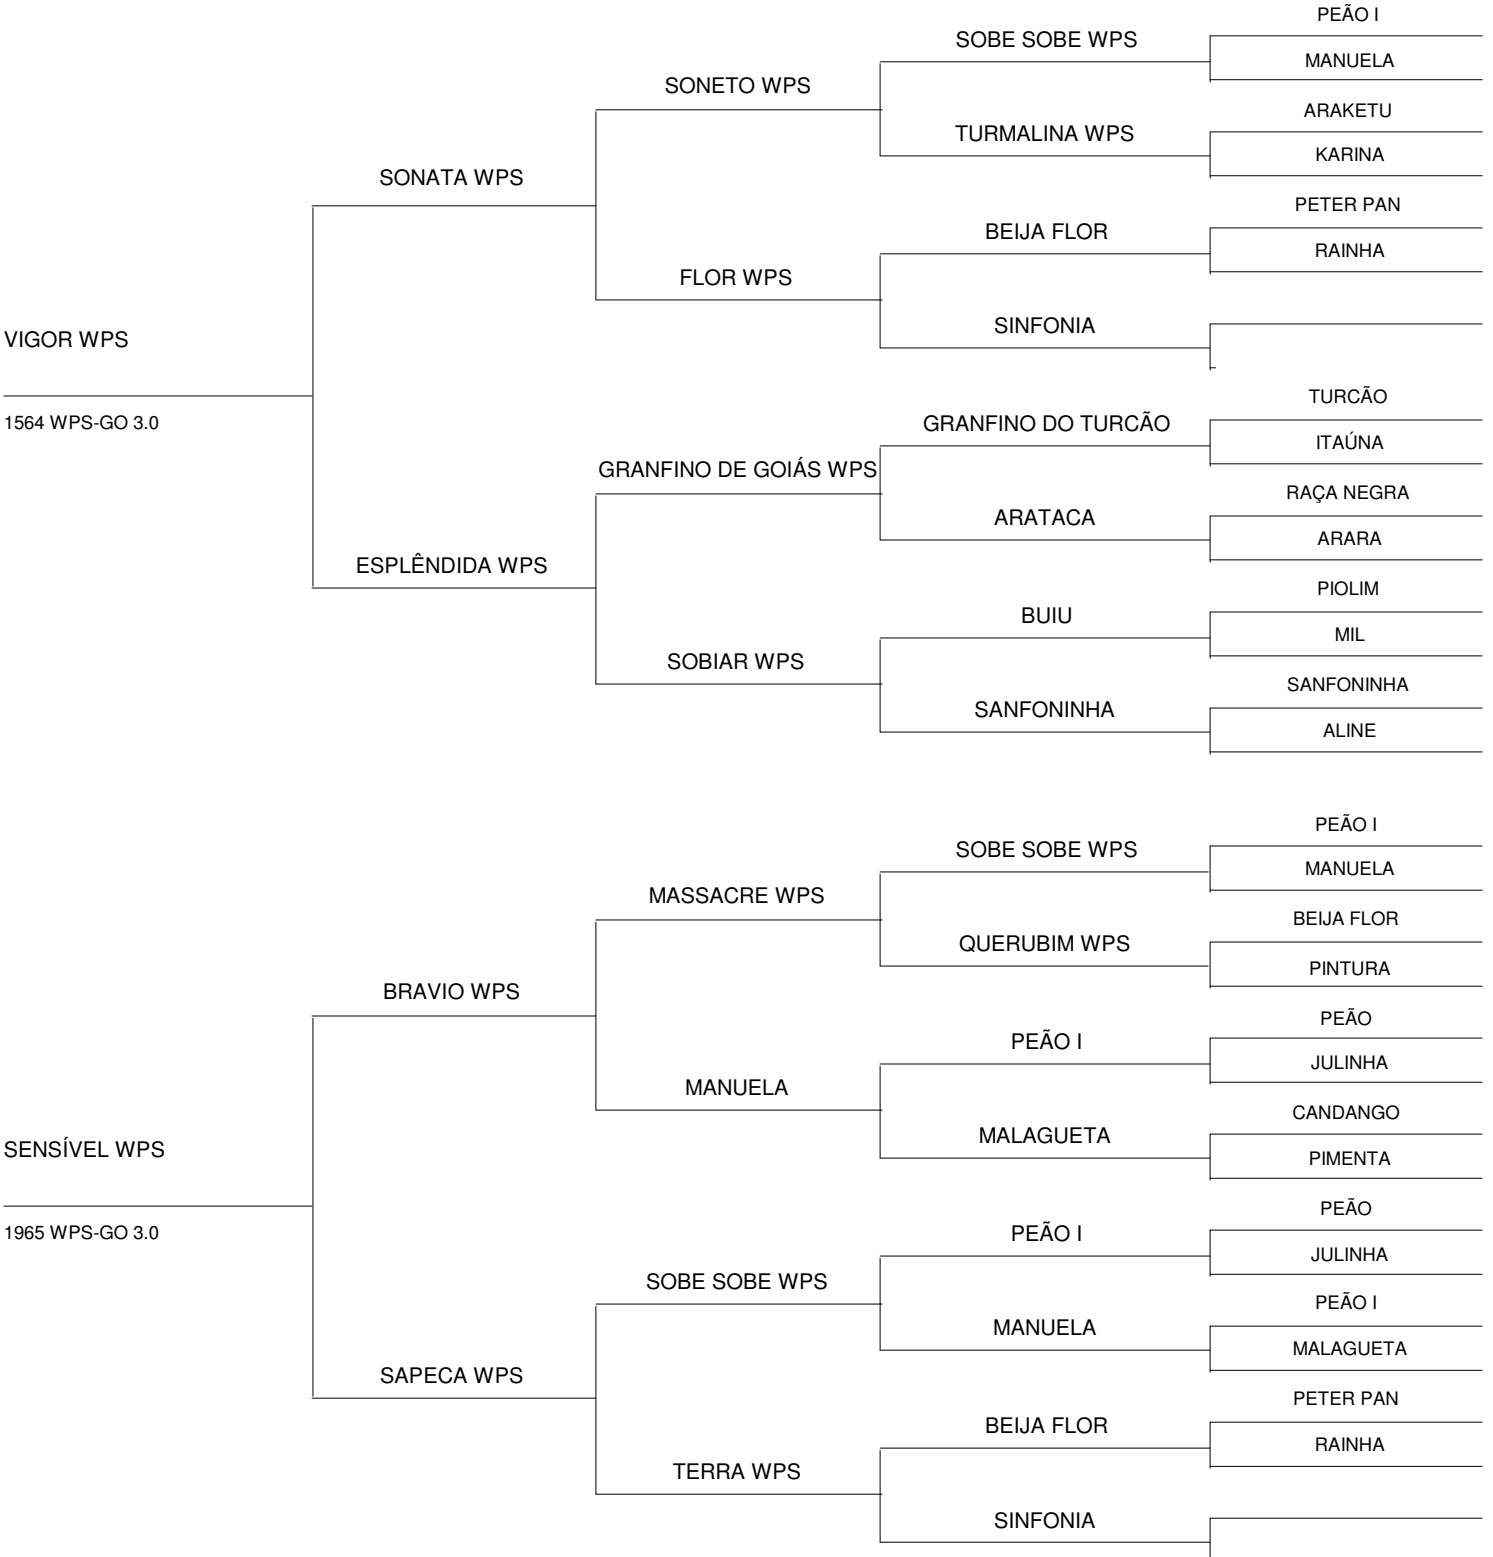 PEÃO I
SOBE SOBE WPS
MANUELA
SONETO WPS
ARAKETU
TURMALINA WPS
KARINA
SONATA WPS
PETER PAN
BEIJA FLOR
RAINHA
FLOR WPS
SINFONIA
VIGOR WPS
1564 WPS-GO 3.0
TURCÃO
GRANFINO DO TURCÃO
ITAÚNA
GRANFINO DE GOIÁS WPS
RAÇA NEGRA
ARATACA
ARARA
ESPLÊNDIDA WPS
PIOLIM
BUIU
MIL
SOBIAR WPS
SANFONINHA
SANFONINHA
ALINE
PEÃO I
SOBE SOBE WPS
MANUELA
MASSACRE WPS
BEIJA FLOR
QUERUBIM WPS
PINTURA
BRAVIO WPS
PEÃO
PEÃO I
JULINHA
MANUELA
CANDANGO
MALAGUETA
PIMENTA
SENSÍVEL WPS
1965 WPS-GO 3.0
PEÃO
PEÃO I
JULINHA
SOBE SOBE WPS
PEÃO I
MANUELA
MALAGUETA
SAPECA WPS
PETER PAN
BEIJA FLOR
RAINHA
TERRA WPS
SINFONIA